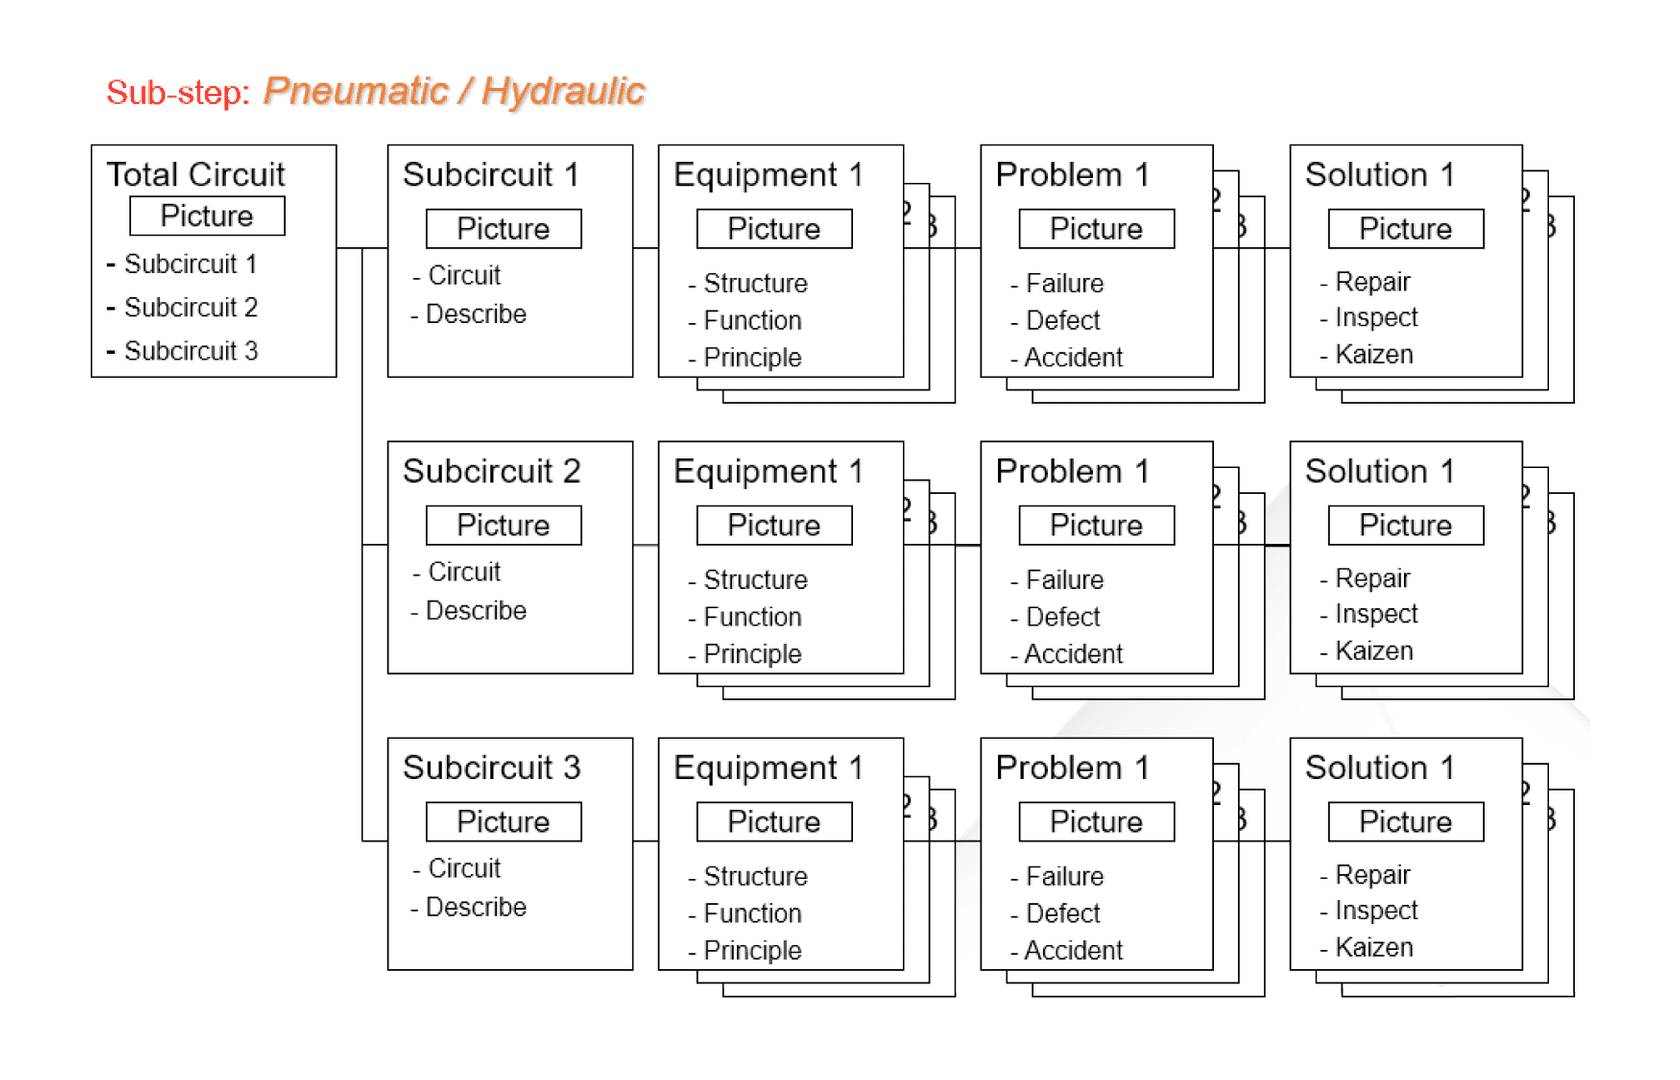 Sub-step: Pneumatic / Hydraulic
Total Circuit
Picture
- Subcircuit 1
- Subcircuit 2
- Subcircuit 3
Subcircuit 1
Picture
- Circuit
- Describe
Equipment 1
Picture
- Structure
- Function
- Principle
2
3
Problem 1
Picture
- Failure
- Defect
- Accident
2
3
Solution 1
Picture
- Repair
- Inspect
- Kaizen
2
3
Subcircuit 2
Picture
- Circuit
- Describe
Equipment 1
Picture
- Structure
- Function
- Principle
2
3
Problem 1
Picture
- Failure
- Defect
- Accident
2
3
Solution 1
Picture
- Repair
- Inspect
- Kaizen
2
3
Subcircuit 3
Picture
- Circuit
- Describe
Equipment 1
Picture
- Structure
- Function
- Principle
2
3
Problem 1
Picture
- Failure
- Defect
- Accident
2
3
Solution 1
Picture
- Repair
- Inspect
- Kaizen
2
3